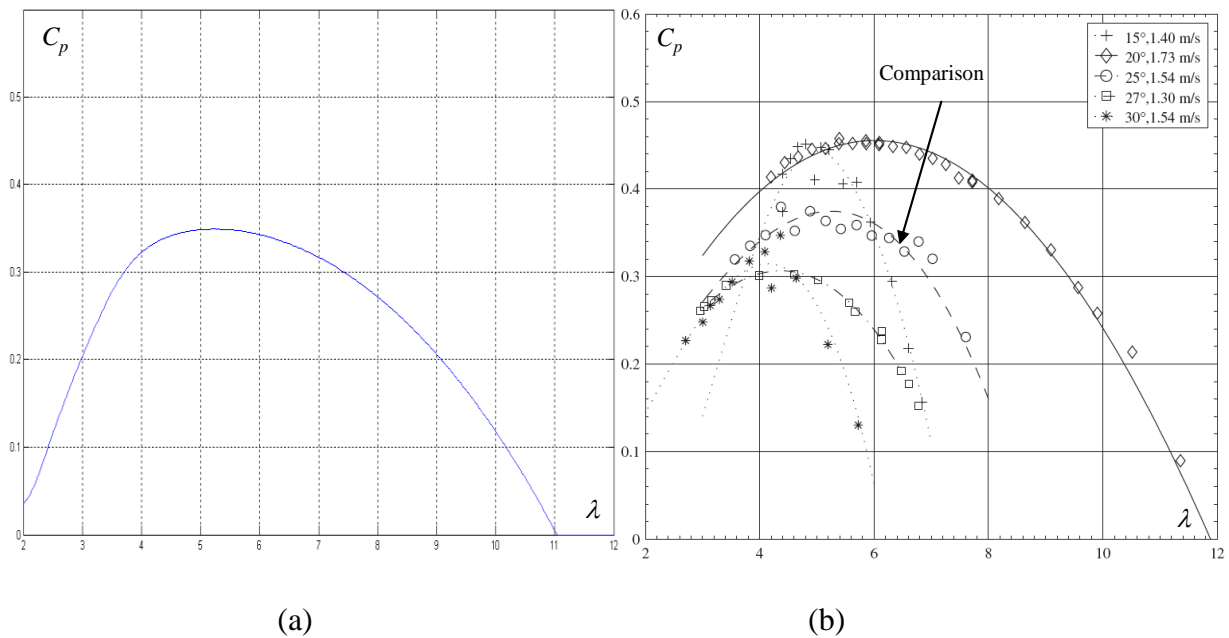 C_p
0.5
0.4
0.3
0.2
0.1
0
2 3 4 5 6 7 8 9 10 11 12
λ
(a)
C_p
0.6
0.5
0.4
0.3
0.2
0.1
0
2 4 6 8 10 12
λ
Comparison
15°,1.40 m/s
20°,1.73 m/s
25°,1.54 m/s
27°,1.30 m/s
30°,1.54 m/s
(b)